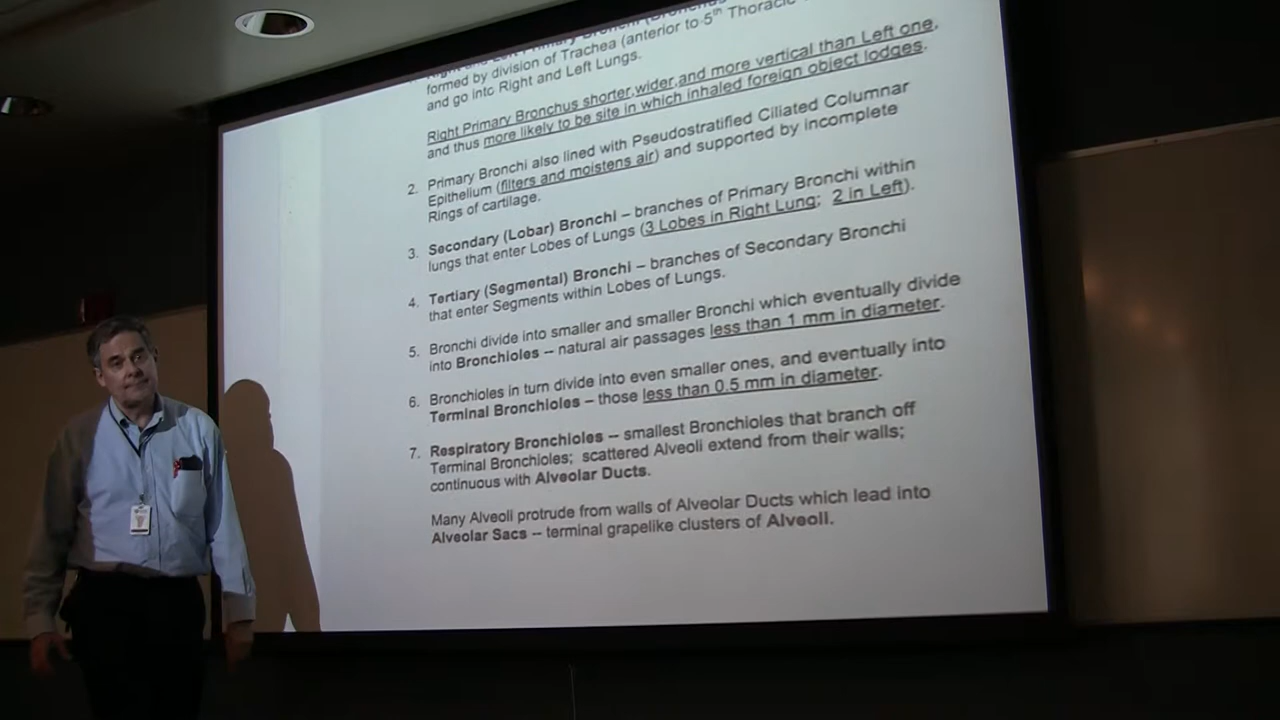 Right and Left Primary Bronchi (Bronchus
formed by division of Trachea (anterior to 5th Thoracic
and go into Right and Left Lungs.
Right Primary Bronchus shorter, wider, and more vertical than Left one,
and thus more likely to be site in which inhaled foreign object lodges.
2. Primary Bronchi also lined with Pseudostratified Ciliated Columnar
Epithelium (filters and moistens air) and supported by incomplete
Rings of cartilage.
3. Secondary (Lobar) Bronchi – branches of Primary Bronchi within
lungs that enter Lobes of Lungs (3 Lobes in Right Lung; 2 in Left).
4. Tertiary (Segmental) Bronchi – branches of Secondary Bronchi
that enter Segments within Lobes of Lungs.
5. Bronchi divide into smaller and smaller Bronchi which eventually divide
into Bronchioles – natural air passages less than 1 mm in diameter.
6. Bronchioles in turn divide into even smaller ones, and eventually into
Terminal Bronchioles – those less than 0.5 mm in diameter.
7. Respiratory Bronchioles – smallest Bronchioles that branch off
Terminal Bronchioles; scattered Alveoli extend from their walls;
continuous with Alveolar Ducts.
Many Alveoli protrude from walls of Alveolar Ducts which lead into
Alveolar Sacs – terminal grapelike clusters of Alveoli.